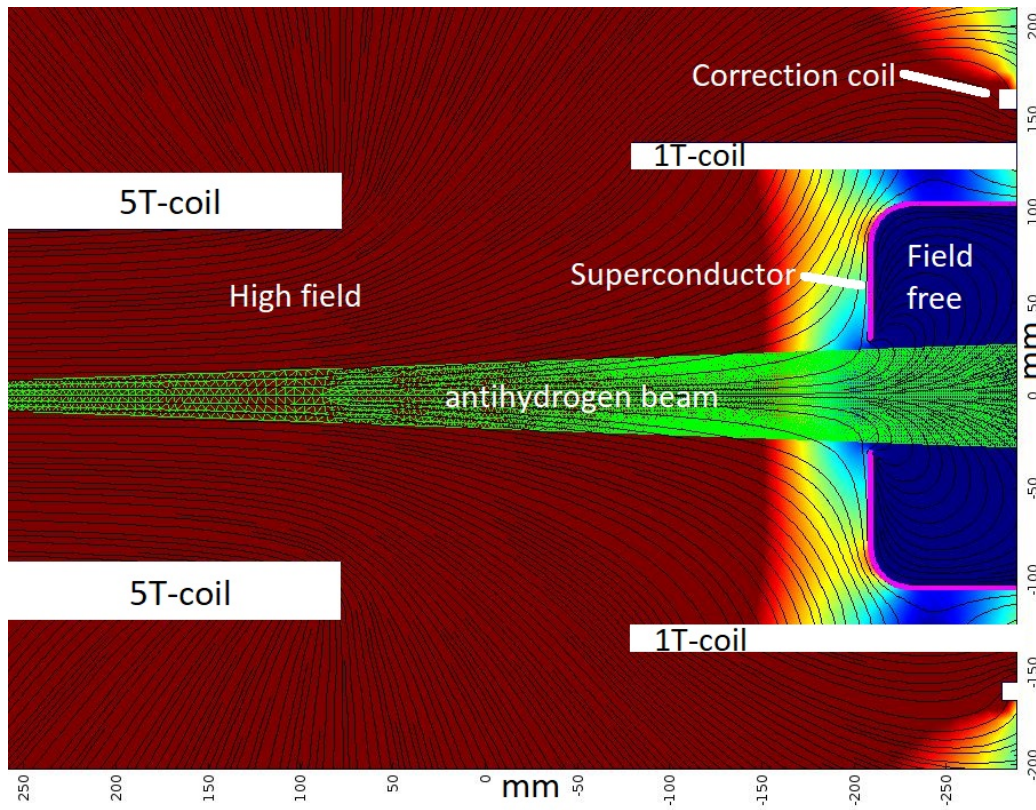 200
Correction coil
150
1T-coil
5T-coil
100
Superconductor
Field
free
High field
50
mm
antihydrogen beam
0
-50
5T-coil
-100
1T-coil
-150
-200
250
200
150
100
50
0
mm
-50
-100
-150
-200
-250